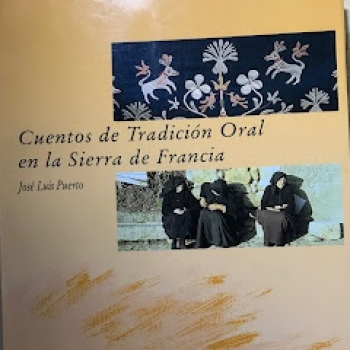 Cuentos de Tradición Oral
en la Sierra de Francia
José Luis Puerto